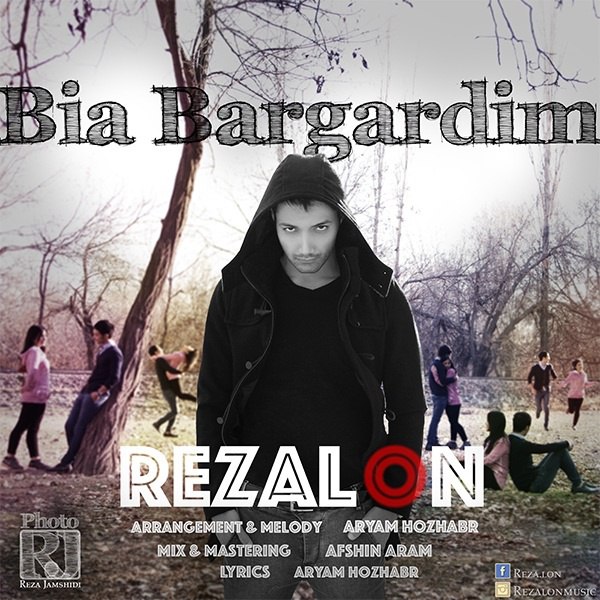 Bia Bargardim
REZALON
ARRANGEMENT & MELODY ARYAM HOZHABR
MIX & MASTERING AFSHIN ARAM
LYRICS ARYAM HOZHABR
Photo
RJ
REZA JAMSHIDI
REZA.LON
REZALONMUSIC